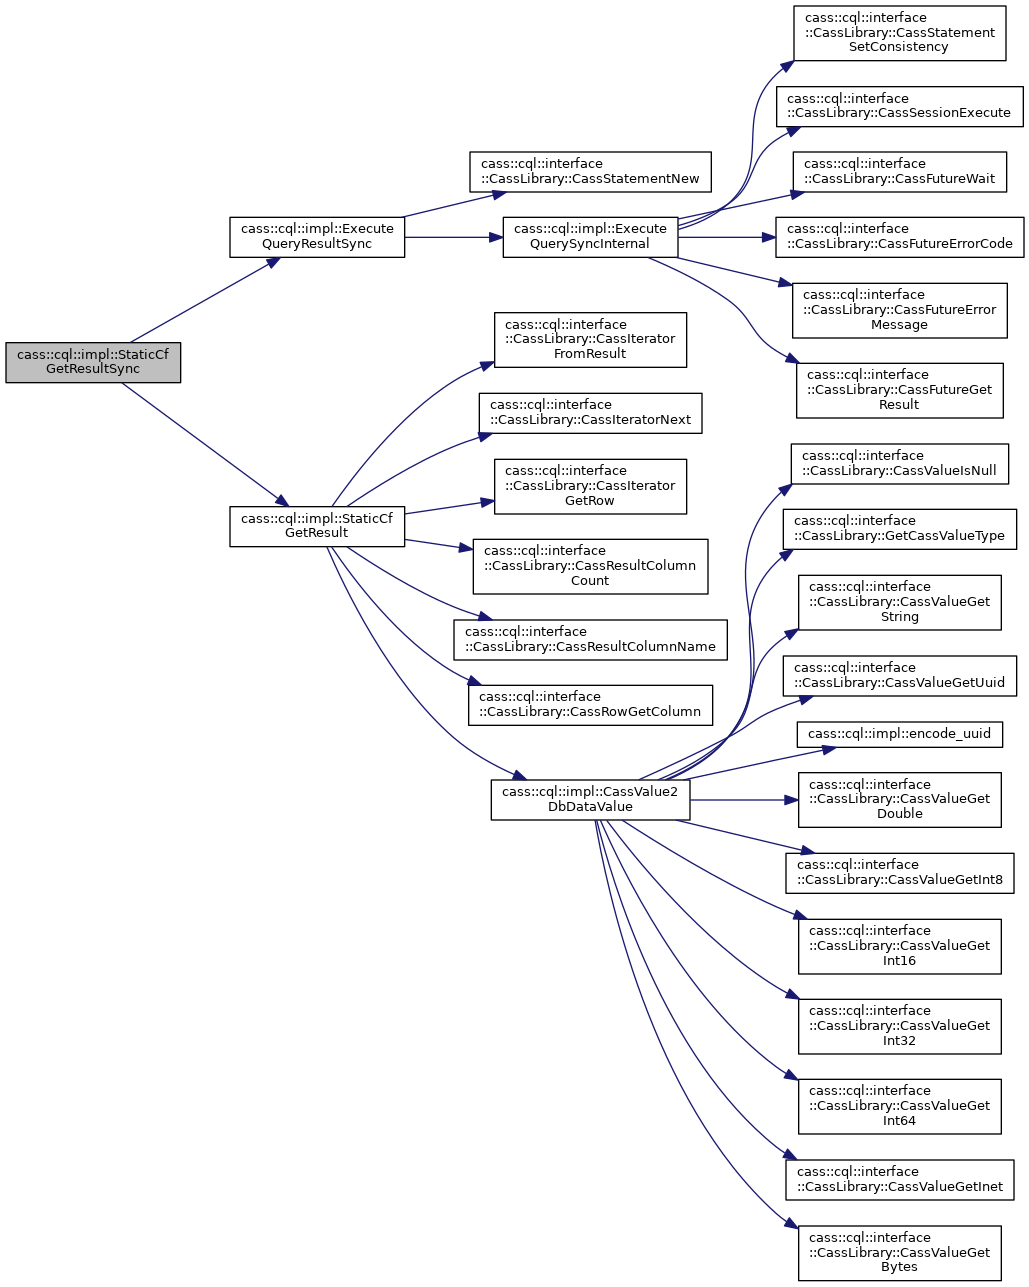 cass::cql::interface
::CassLibrary::CassStatement
SetConsistency
cass::cql::interface
::CassLibrary::CassSessionExecute
cass::cql::interface
::CassLibrary::CassStatementNew
cass::cql::interface
::CassLibrary::CassFutureWait
cass::cql::impl::Execute
QueryResultSync
cass::cql::impl::Execute
QuerySyncInternal
cass::cql::interface
::CassLibrary::CassFutureErrorCode
cass::cql::interface
::CassLibrary::CassFutureError
Message
cass::cql::interface
::CassLibrary::CassIterator
FromResult
cass::cql::impl::StaticCf
GetResultSync
cass::cql::interface
::CassLibrary::CassFutureGet
Result
cass::cql::interface
::CassLibrary::CassIteratorNext
cass::cql::interface
::CassLibrary::CassValueIsNull
cass::cql::interface
::CassLibrary::CassIterator
GetRow
cass::cql::impl::StaticCf
GetResult
cass::cql::interface
::CassLibrary::GetCassValueType
cass::cql::interface
::CassLibrary::CassResultColumn
Count
cass::cql::interface
::CassLibrary::CassValueGet
String
cass::cql::interface
::CassLibrary::CassResultColumnName
cass::cql::interface
::CassLibrary::CassValueGetUuid
cass::cql::interface
::CassLibrary::CassRowGetColumn
cass::cql::impl::encode_uuid
cass::cql::impl::CassValue2
DbDataValue
cass::cql::interface
::CassLibrary::CassValueGet
Double
cass::cql::interface
::CassLibrary::CassValueGetInt8
cass::cql::interface
::CassLibrary::CassValueGet
Int16
cass::cql::interface
::CassLibrary::CassValueGet
Int32
cass::cql::interface
::CassLibrary::CassValueGet
Int64
cass::cql::interface
::CassLibrary::CassValueGetInet
cass::cql::interface
::CassLibrary::CassValueGet
Bytes